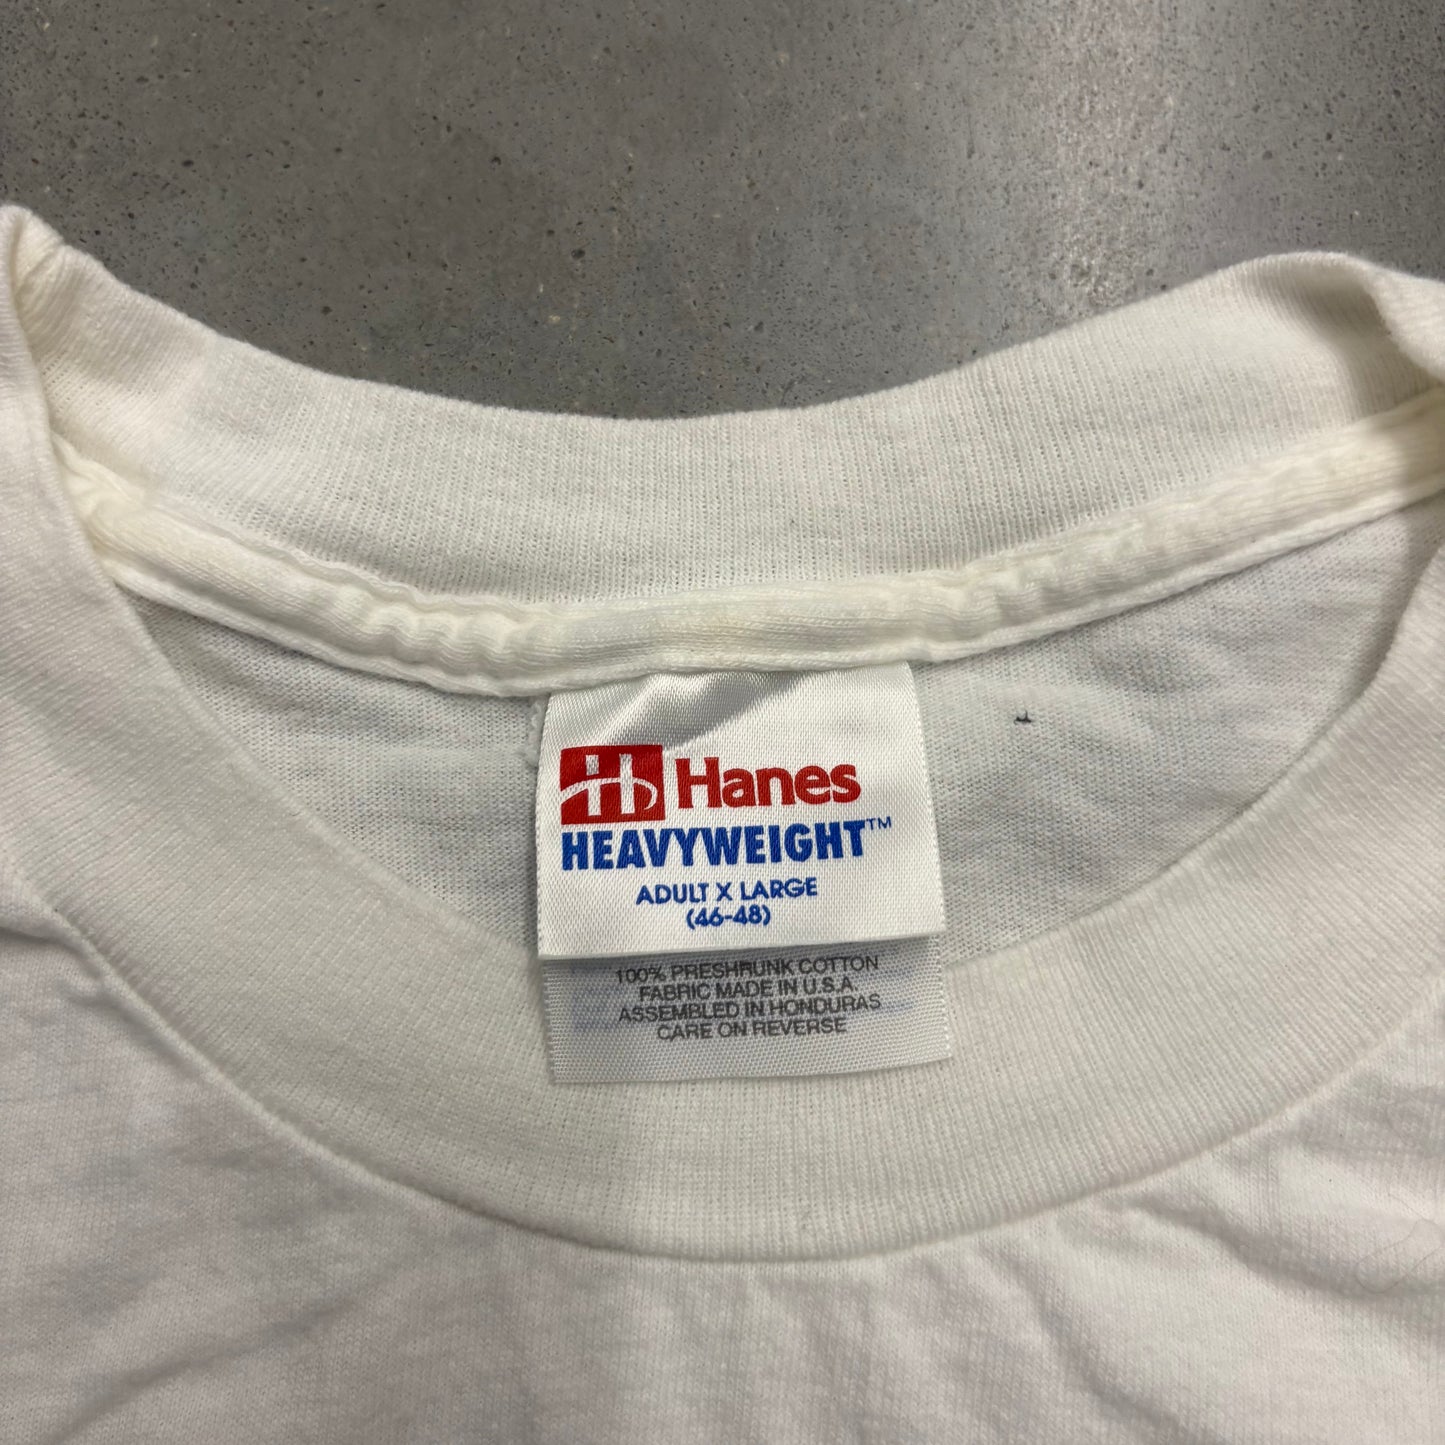 Hanes
HEAVYWEIGHT™
ADULT X LARGE
(46-48)
100% PRESHRUNK COTTON
FABRIC MADE IN U.S.A.
ASSEMBLED IN HONDURAS
CARE ON REVERSE